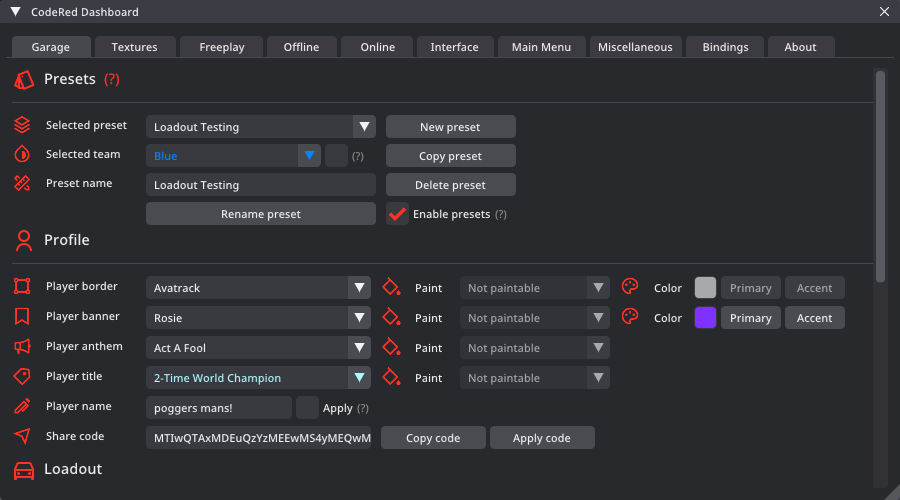 CodeRed Dashboard
Garage Textures Freeplay Offline Online Interface Main Menu Miscellaneous Bindings About
Presets (?)
Selected preset Loadout Testing New preset
Selected team Blue (?) Copy preset
Preset name Loadout Testing Delete preset
Rename preset Enable presets (?)
Profile
Player border Avatrack Paint Not paintable Color Primary Accent
Player banner Rosie Paint Not paintable Color Primary Accent
Player anthem Act A Fool Paint Not paintable
Player title 2-Time World Champion Paint Not paintable
Player name poggers mans! Apply (?)
Share code MTIwQTAxMDEuQzYzMEEwMS4yMEQwM Copy code Apply code
Loadout